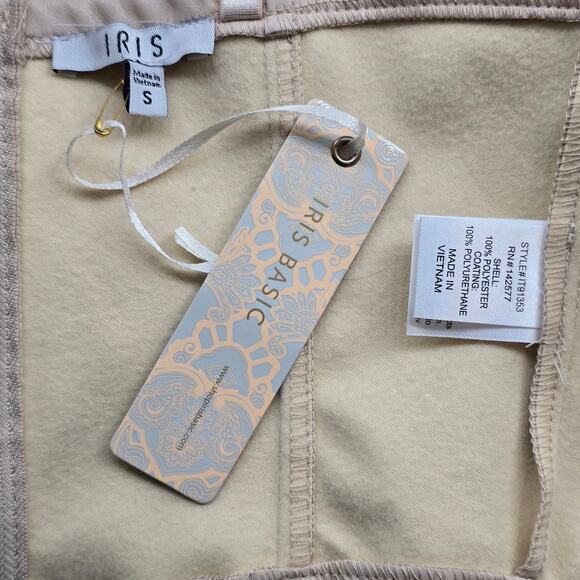 IRIS
Made in
Vietnam
S
IRIS BASIC
www.shopirisbasic.com
STYLE# IT91353
RN# 142577
SHELL:
100% POLYESTER
COATING:
100% POLYURETHANE
MADE IN
VIETNAM